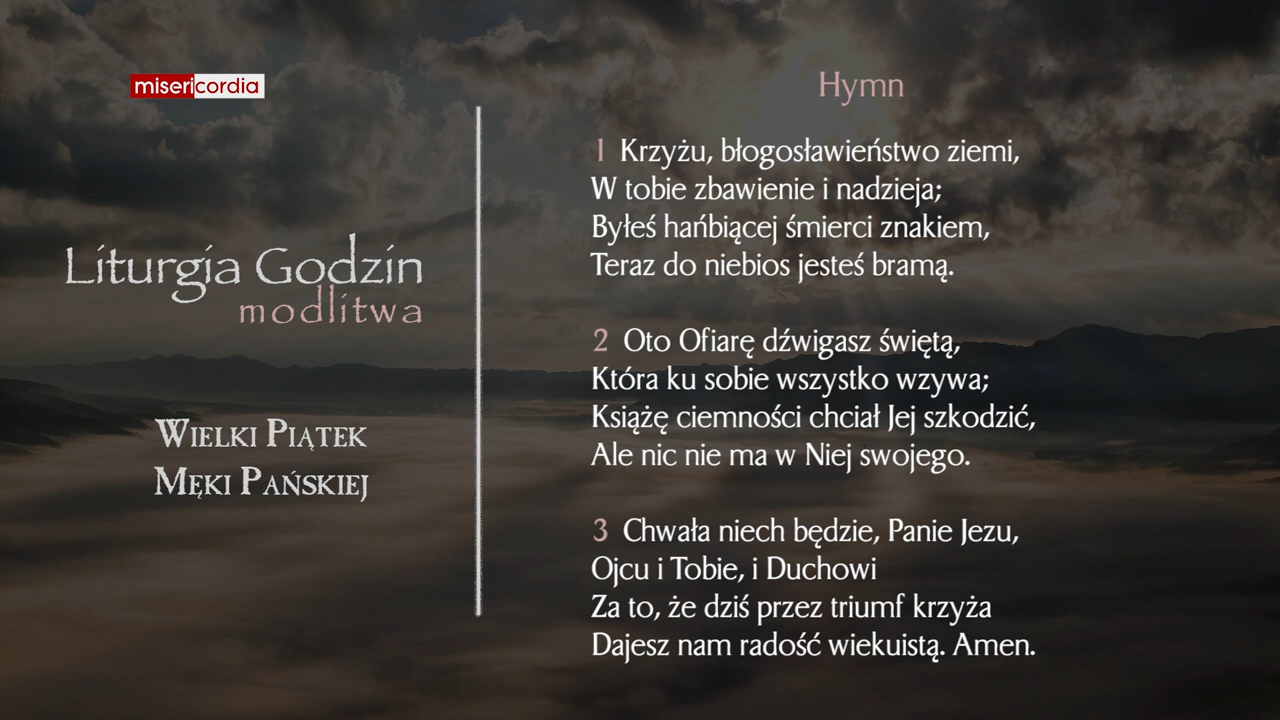 misericordia
Liturgia Godzin
modlitwa
Wielki Piątek
Męki Pańskiej
Hymn
1 Krzyżu, błogosławieństwo ziemi,
W tobie zbawienie i nadzieja;
Byłeś hańbiącej śmierci znakiem,
Teraz do niebios jesteś bramą.
2 Oto Ofiarę dźwigasz świętą,
Która ku sobie wszystko wzywa;
Książę ciemności chciał Jej szkodzić,
Ale nic nie ma w Niej swojego.
3 Chwała niech będzie, Panie Jezu,
Ojcu i Tobie, i Duchowi
Za to, że dziś przez triumf krzyża
Dajesz nam radość wiekuistą. Amen.